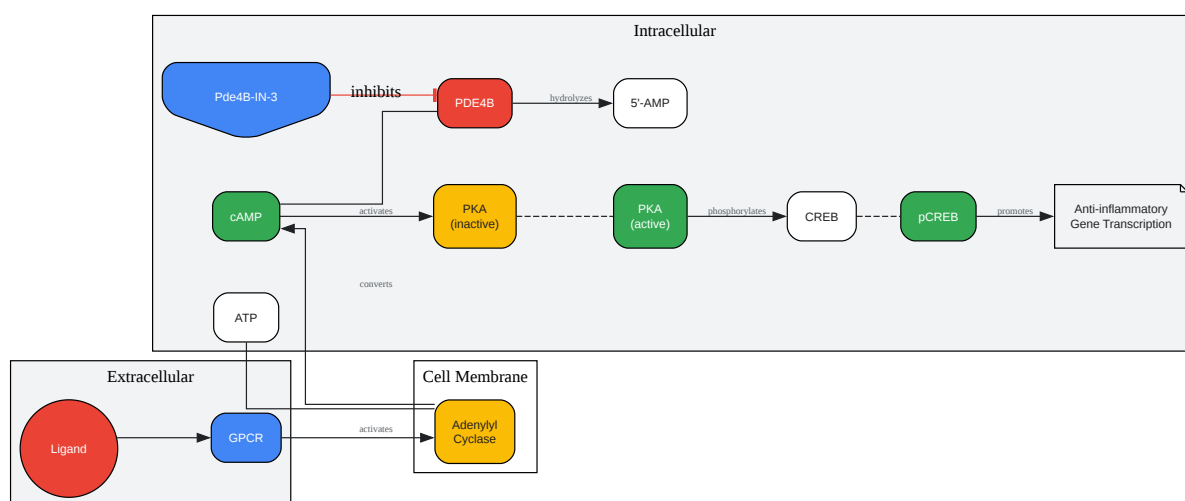 Intracellular
Pde4B-IN-3
inhibits
PDE4B
hydrolyzes
5'-AMP
cAMP
activates
PKA
(inactive)
PKA
(active)
phosphorylates
CREB
pCREB
promotes
Anti-inflammatory
Gene Transcription
converts
ATP
Extracellular
Cell Membrane
Ligand
GPCR
activates
Adenylyl
Cyclase